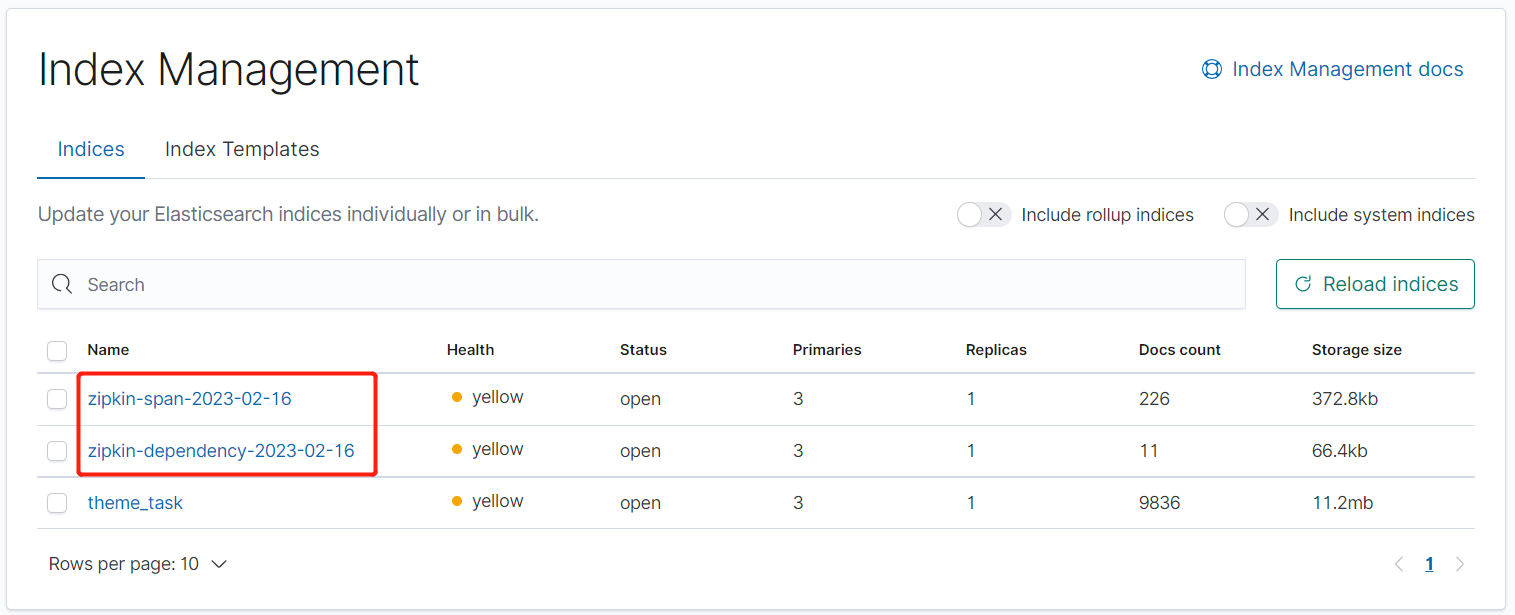 Index Management
Index Management docs
Indices Index Templates
Update your Elasticsearch indices individually or in bulk.
Include rollup indices Include system indices
Search
Reload indices
Name Health Status Primaries Replicas Docs count Storage size
zipkin-span-2023-02-16 yellow open 3 1 226 372.8kb
zipkin-dependency-2023-02-16 yellow open 3 1 11 66.4kb
theme_task yellow open 3 1 9836 11.2mb
Rows per page: 10
1